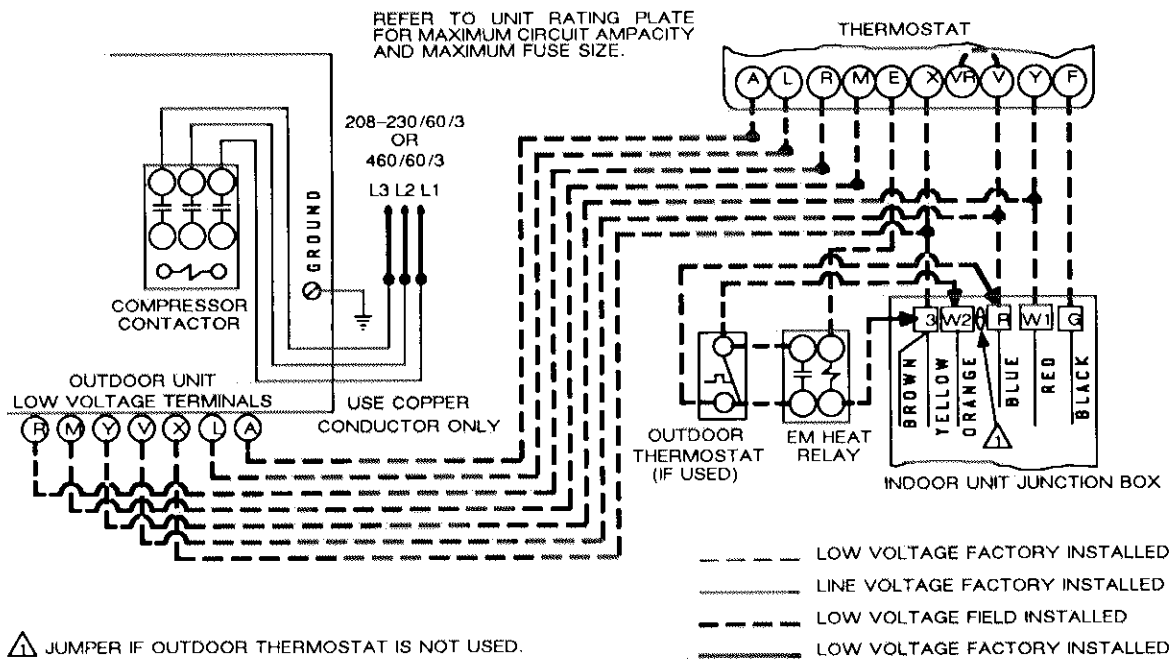 REFER TO UNIT RATING PLATE
FOR MAXIMUM CIRCUIT AMPACITY
AND MAXIMUM FUSE SIZE.
THERMOSTAT
A L R M E X VR V Y F
208-230/60/3
OR
460/60/3
L3 L2 L1
GROUND
COMPRESSOR
CONTACTOR
OUTDOOR UNIT
LOW VOLTAGE TERMINALS
R M Y V X L A
USE COPPER
CONDUCTOR ONLY
3 W2 R W1 G
BROWN
YELLOW
ORANGE
BLUE
RED
BLACK
1
OUTDOOR
THERMOSTAT
(IF USED)
EM HEAT
RELAY
INDOOR UNIT JUNCTION BOX
LOW VOLTAGE FACTORY INSTALLED
LINE VOLTAGE FACTORY INSTALLED
LOW VOLTAGE FIELD INSTALLED
LOW VOLTAGE FACTORY INSTALLED
1 JUMPER IF OUTDOOR THERMOSTAT IS NOT USED.